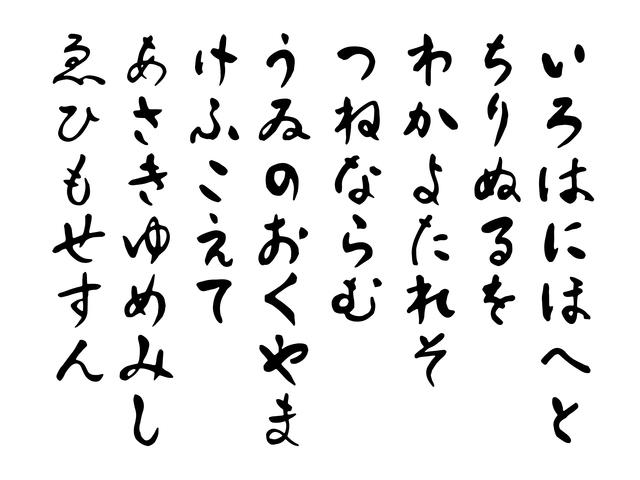 いろはにほへと
ちりぬるを
わかよたれそ
つねならむ
うゐのおくやま
けふこえて
あさきゆめみし
ゑひもせすん